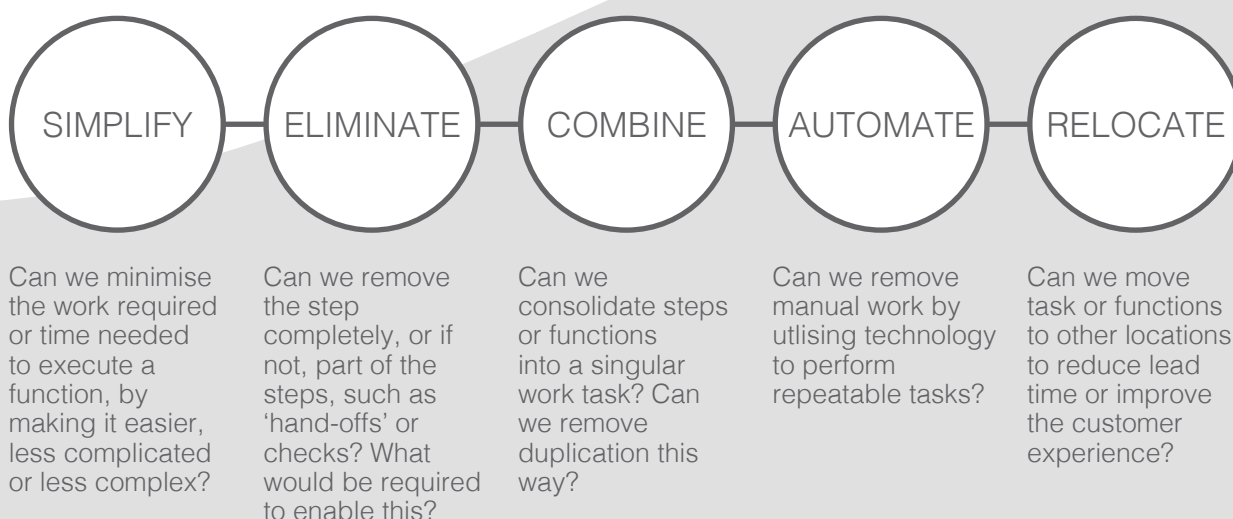 SIMPLIFY
ELIMINATE
COMBINE
AUTOMATE
RELOCATE
Can we minimise
the work required
or time needed
to execute a
function, by
making it easier,
less complicated
or less complex?
Can we remove
the step
completely, or if
not, part of the
steps, such as
‘hand-offs’ or
checks? What
would be required
to enable this?
Can we
consolidate steps
or functions
into a singular
work task? Can
we remove
duplication this
way?
Can we remove
manual work by
utlising technology
to perform
repeatable tasks?
Can we move
task or functions
to other locations
to reduce lead
time or improve
the customer
experience?